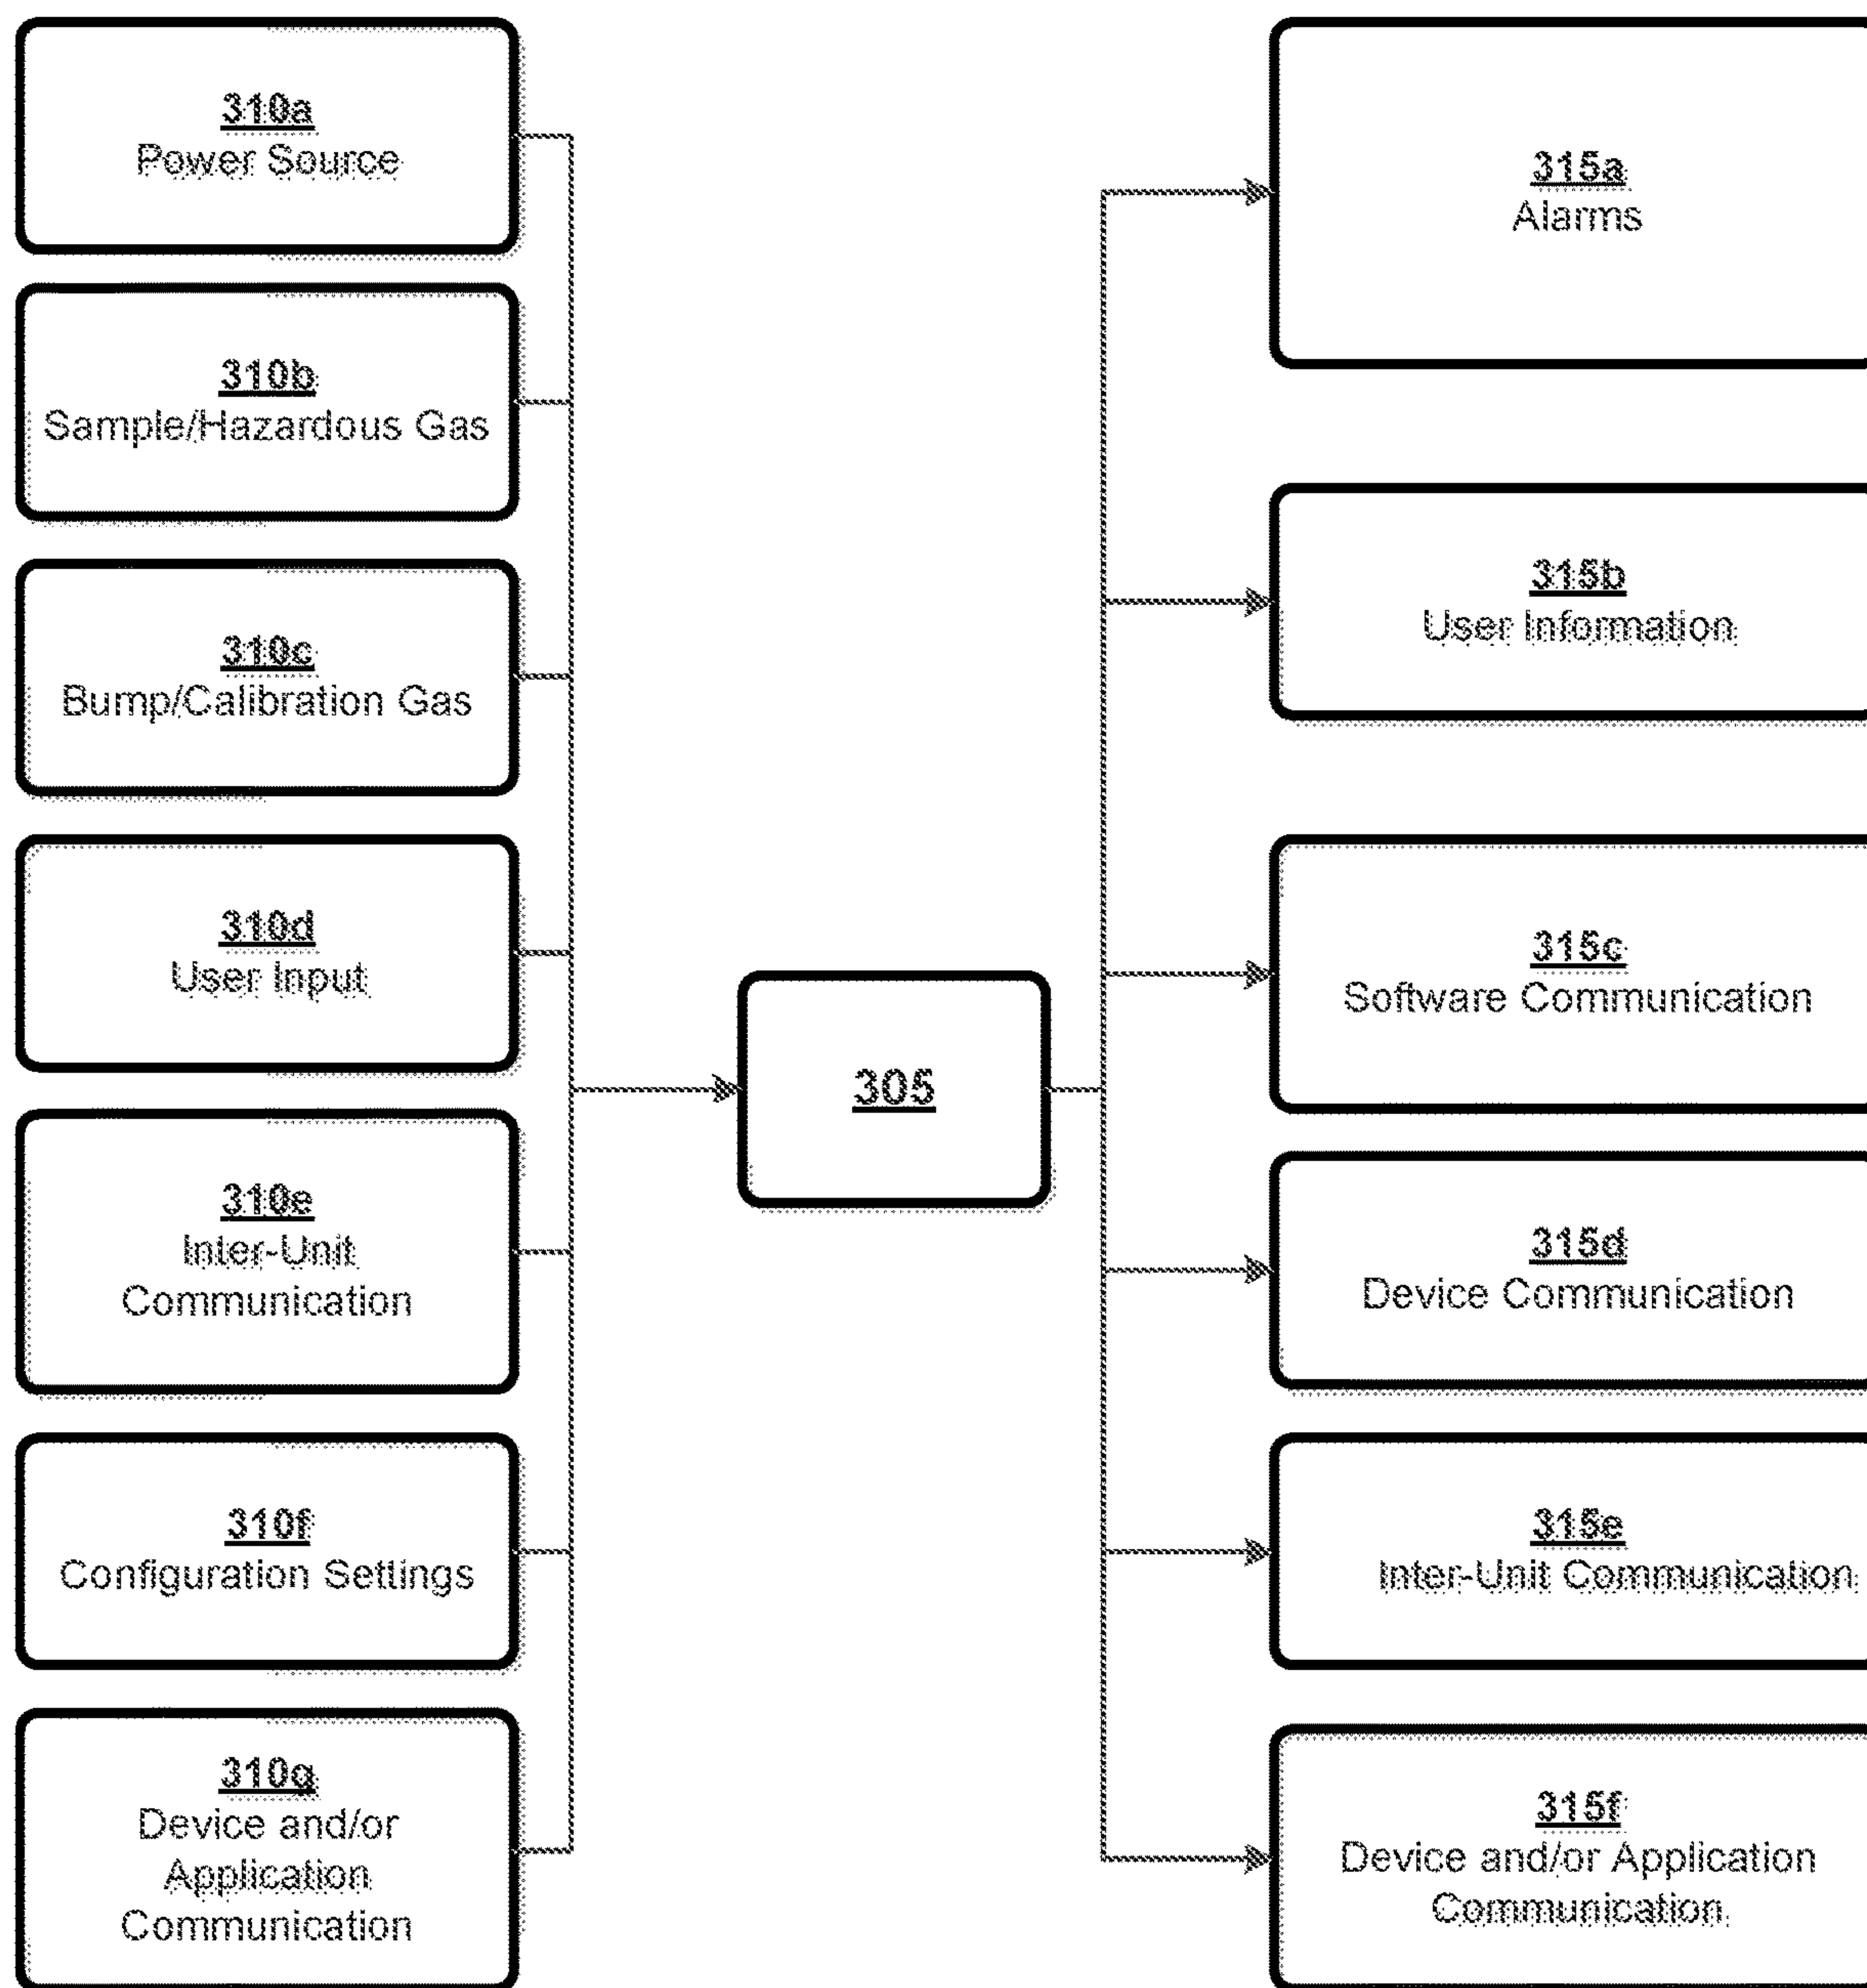 310a
Power Source
310b
Sample/Hazardous Gas
310c
Bump/Calibration Gas
310d
User Input
310e
Inter-Unit
Communication
310f
Configuration Settings
310g
Device and/or
Application
Communication
305
315a
Alarms
315b
User Information
315c
Software Communication
315d
Device Communication
315e
Inter-Unit Communication
315f
Device and/or Application
Communication